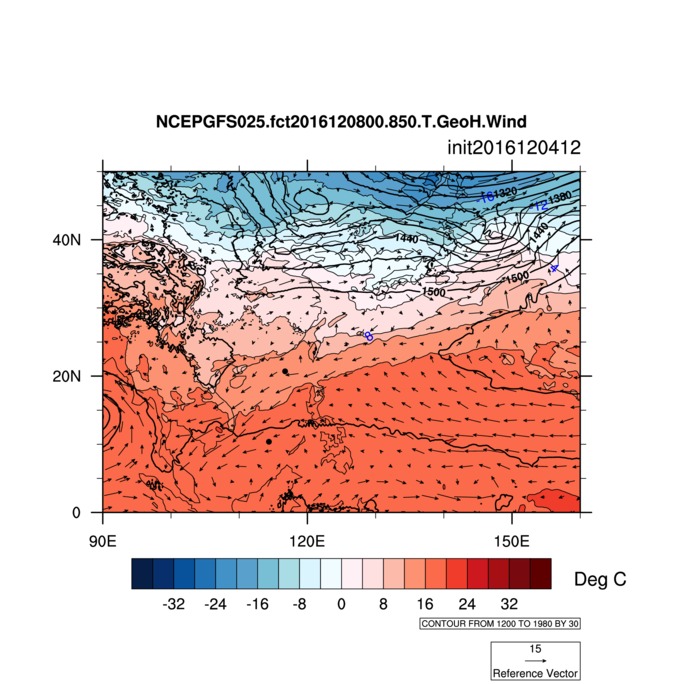 NCEPGFS025.fct2016120800.850.T.GeoH.Wind
init2016120412
1320
16
12
1380
40N
1440
1440
4
1500
1500
8
20N
0
90E 120E 150E
Deg C
-32 -24 -16 -8 0 8 16 24 32
CONTOUR FROM 1200 TO 1980 BY 30
15
Reference Vector